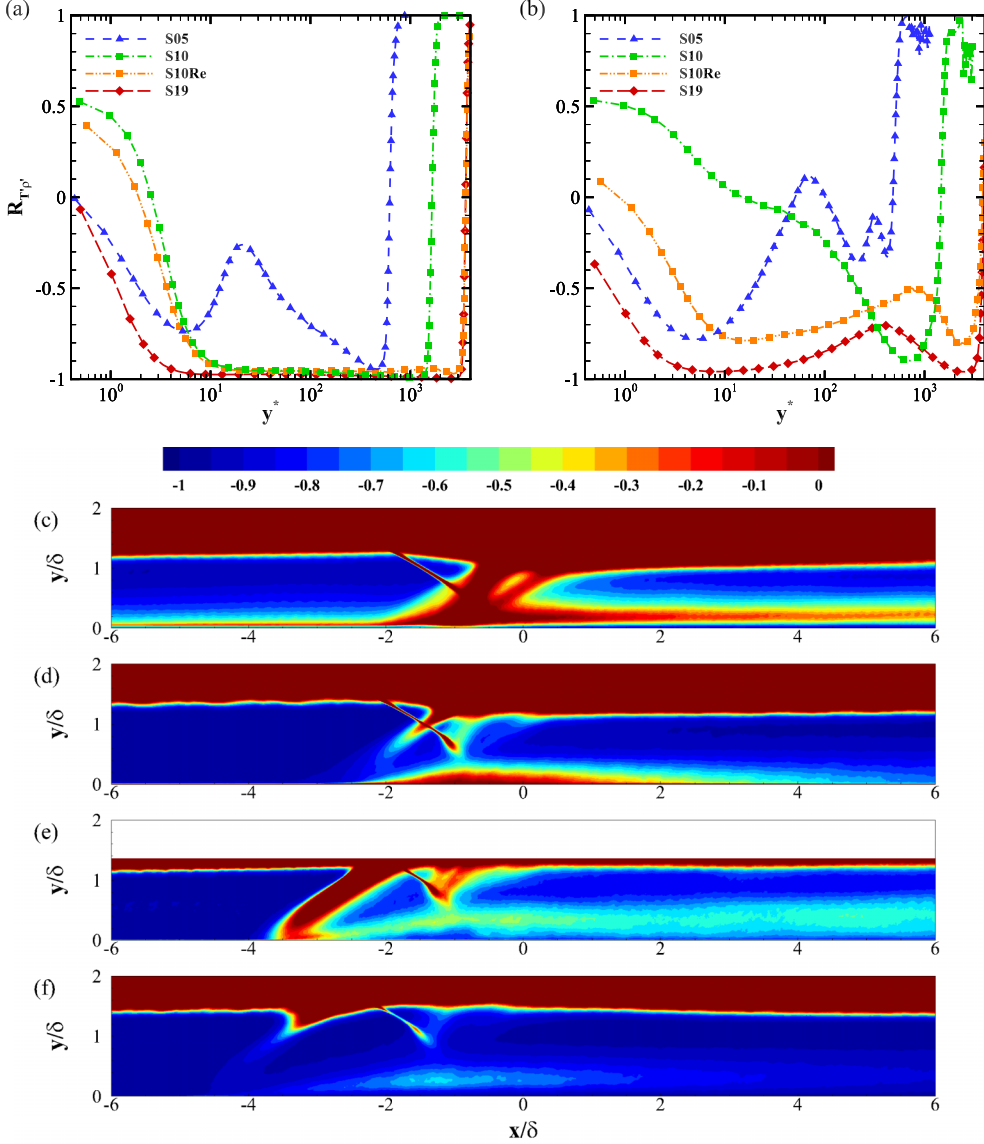 (a)
1
0.5
0
-0.5
-1
R_{T'ρ'}
S05
S10
S10Re
S19
10^0 10^1 10^2 10^3
y^*
(b)
1
0.5
0
-0.5
-1
S05
S10
S10Re
S19
10^0 10^1 10^2 10^3
y^*
-1 -0.9 -0.8 -0.7 -0.6 -0.5 -0.4 -0.3 -0.2 -0.1 0
(c)
y/δ
2
1
0
-6 -4 -2 0 2 4 6
(d)
y/δ
2
1
0
-6 -4 -2 0 2 4 6
(e)
y/δ
2
1
0
-6 -4 -2 0 2 4 6
(f)
y/δ
2
1
0
-6 -4 -2 0 2 4 6
x/δ